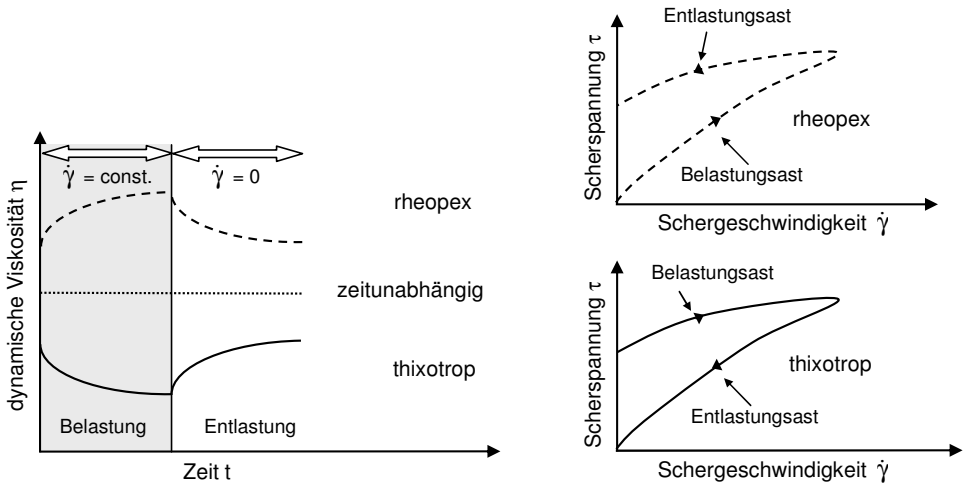 dynamische Viskosität η
γ̇ = const.
γ̇ = 0
rheopex
zeitunabhängig
thixotrop
Belastung
Entlastung
Zeit t
Scherspannung τ
Entlastungsast
rheopex
Belastungsast
Schergeschwindigkeit γ̇
Scherspannung τ
Belastungsast
thixotrop
Entlastungsast
Schergeschwindigkeit γ̇